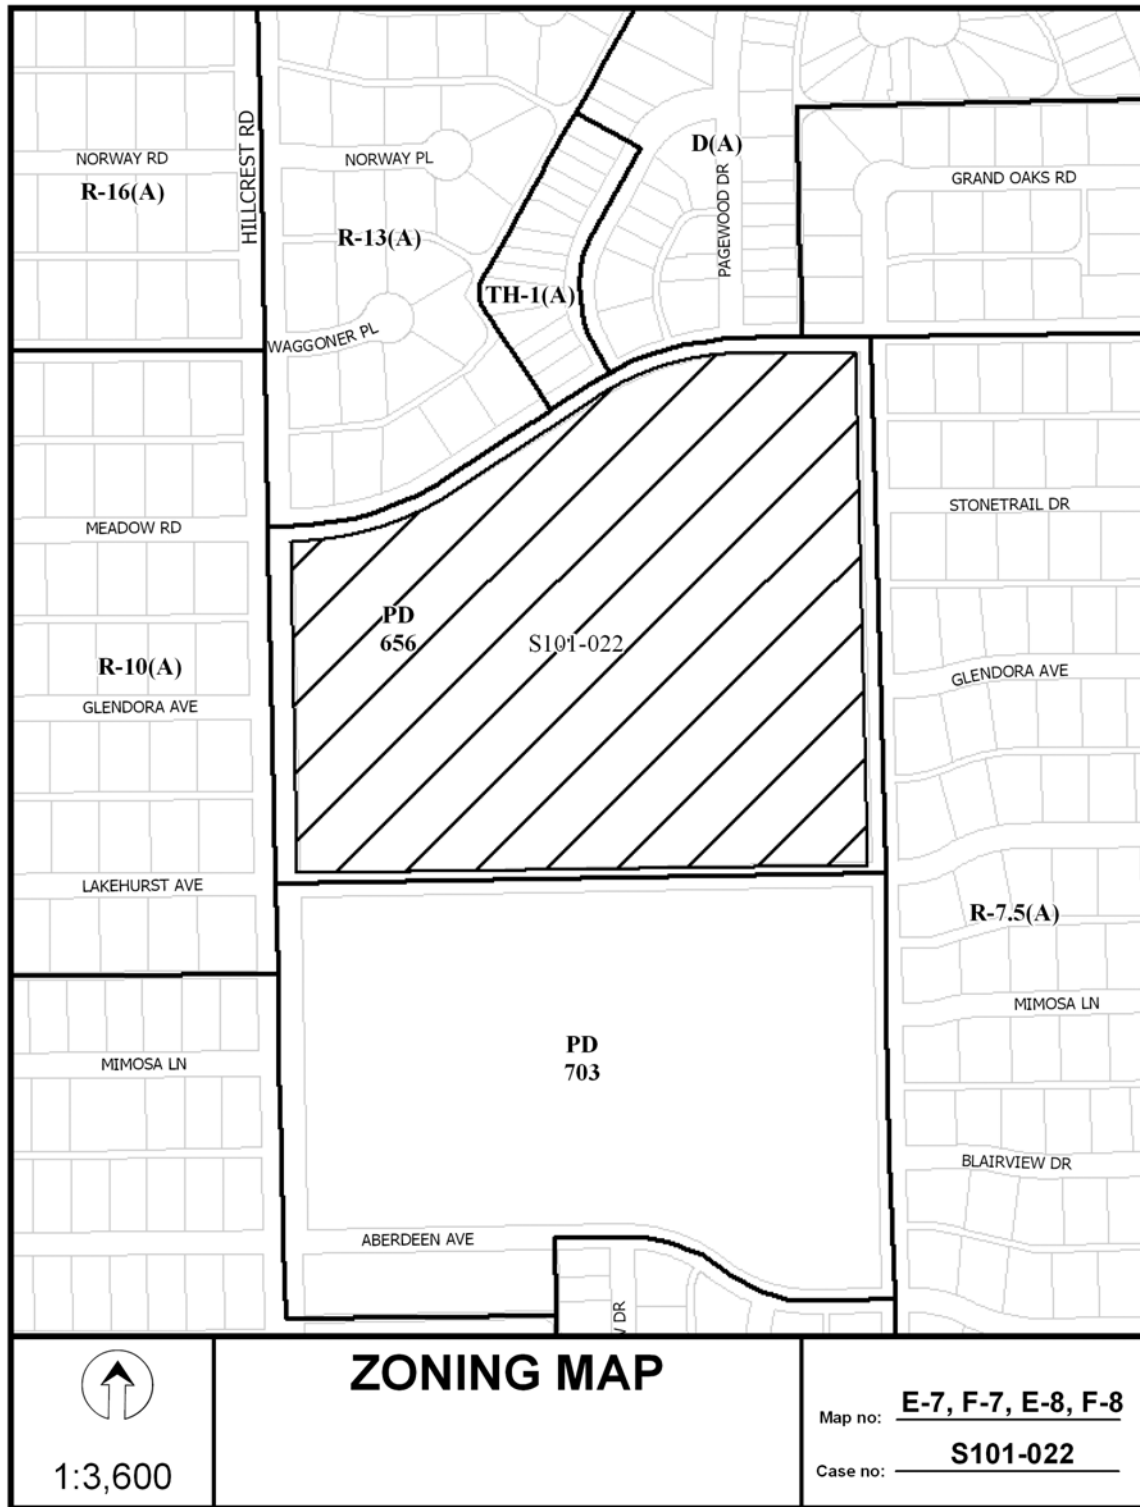 NORWAY RD
R-16(A)
HILLCREST RD
NORWAY PL
R-13(A)
D(A)
PAGEWOOD DR
GRAND OAKS RD
TH-1(A)
WAGGONER PL
MEADOW RD
STONETRAIL DR
PD
656
S101-022
R-10(A)
GLENDORA AVE
GLENDORA AVE
LAKEHURST AVE
R-7.5(A)
MIMOSA LN
PD
703
MIMOSA LN
BLAIRVIEW DR
ABERDEEN AVE
DR
ZONING MAP
1:3,600
Map no: E-7, F-7, E-8, F-8
Case no: S101-022